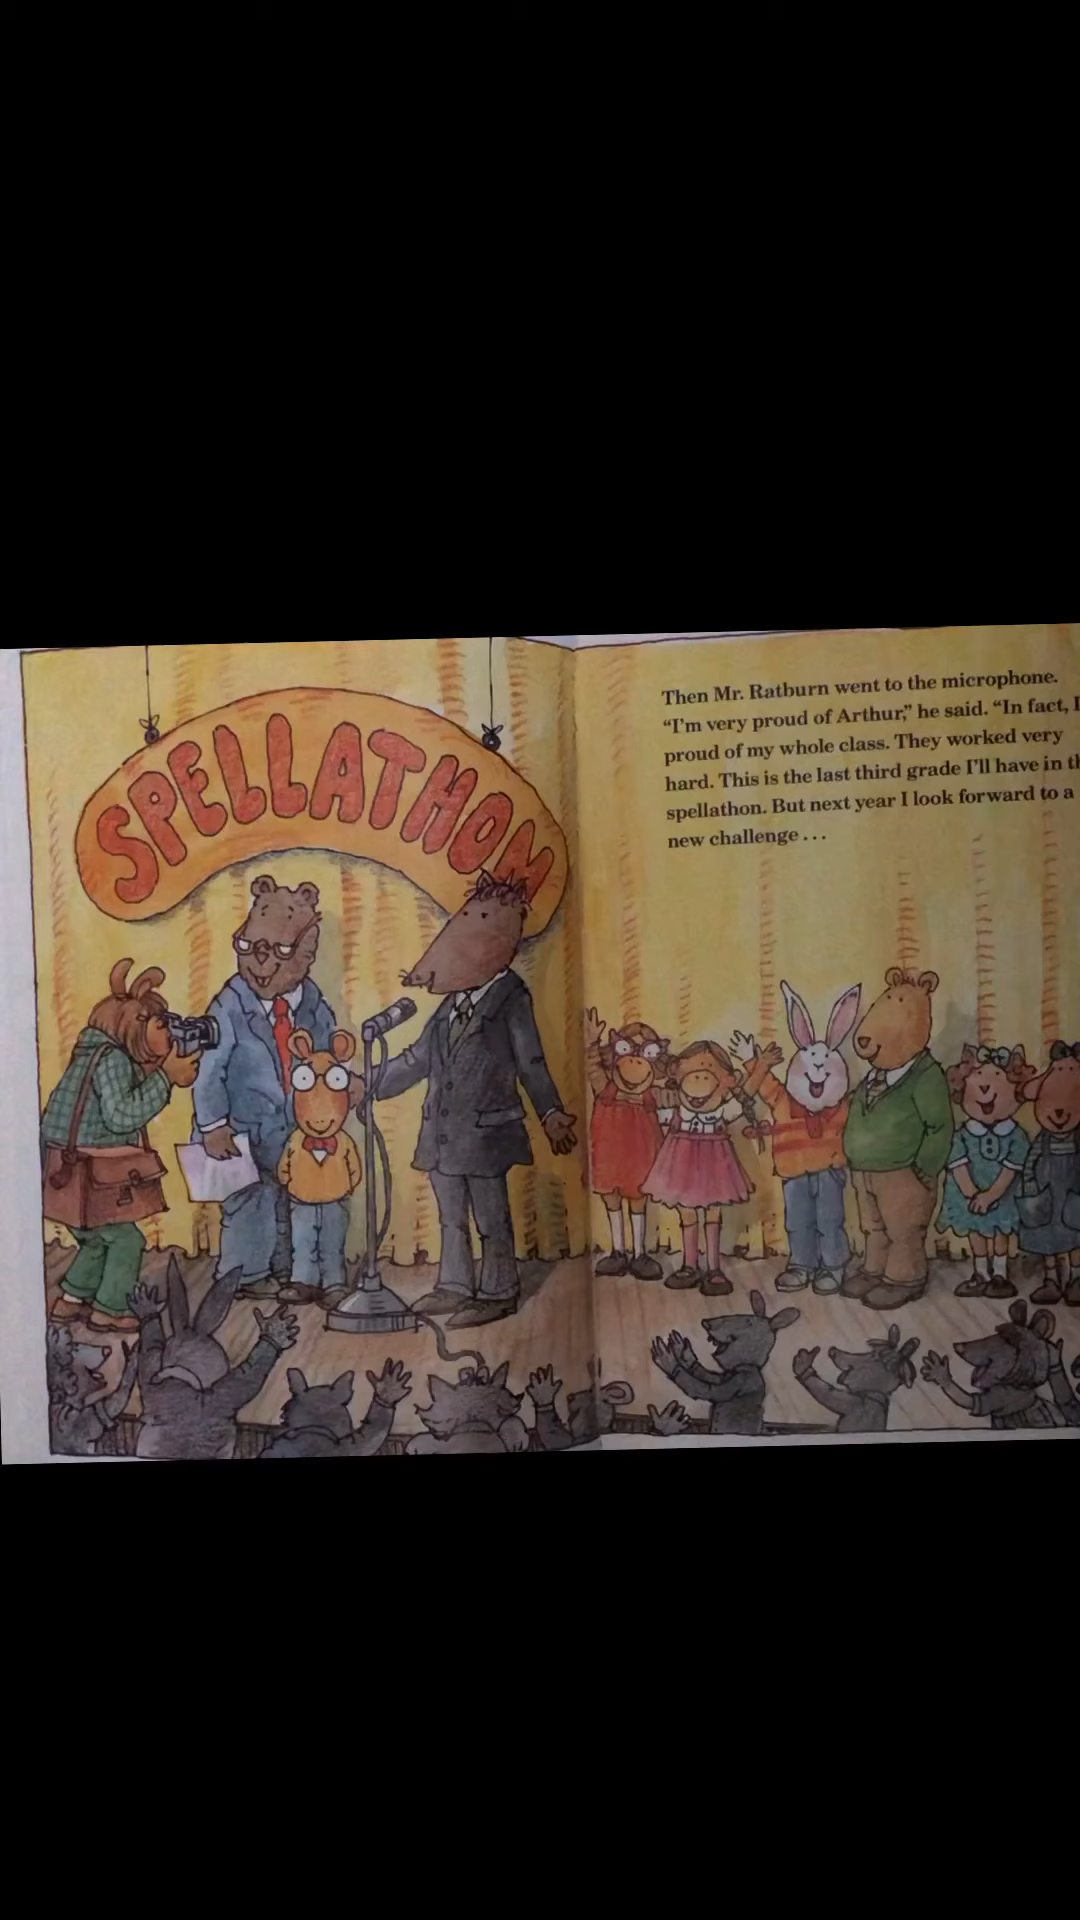 SPELLATHON
Then Mr. Ratburn went to the microphone.
“I’m very proud of Arthur,” he said. “In fact, I
proud of my whole class. They worked very
hard. This is the last third grade I’ll have in
spellathon. But next year I look forward to a
new challenge . . .